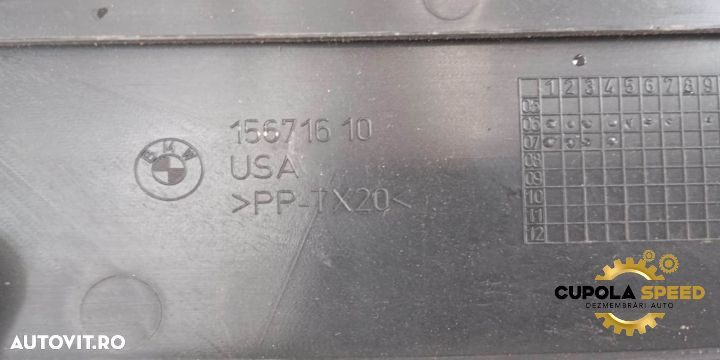 1 2 3 4 5 6 7 8 9
05
06
07
08
09
10
11
12
BMW
156716 10
USA
>PP-TX20<
CUPOLA SPEED
DEZMEMBRĂRI AUTO
AUTOVIT.RO